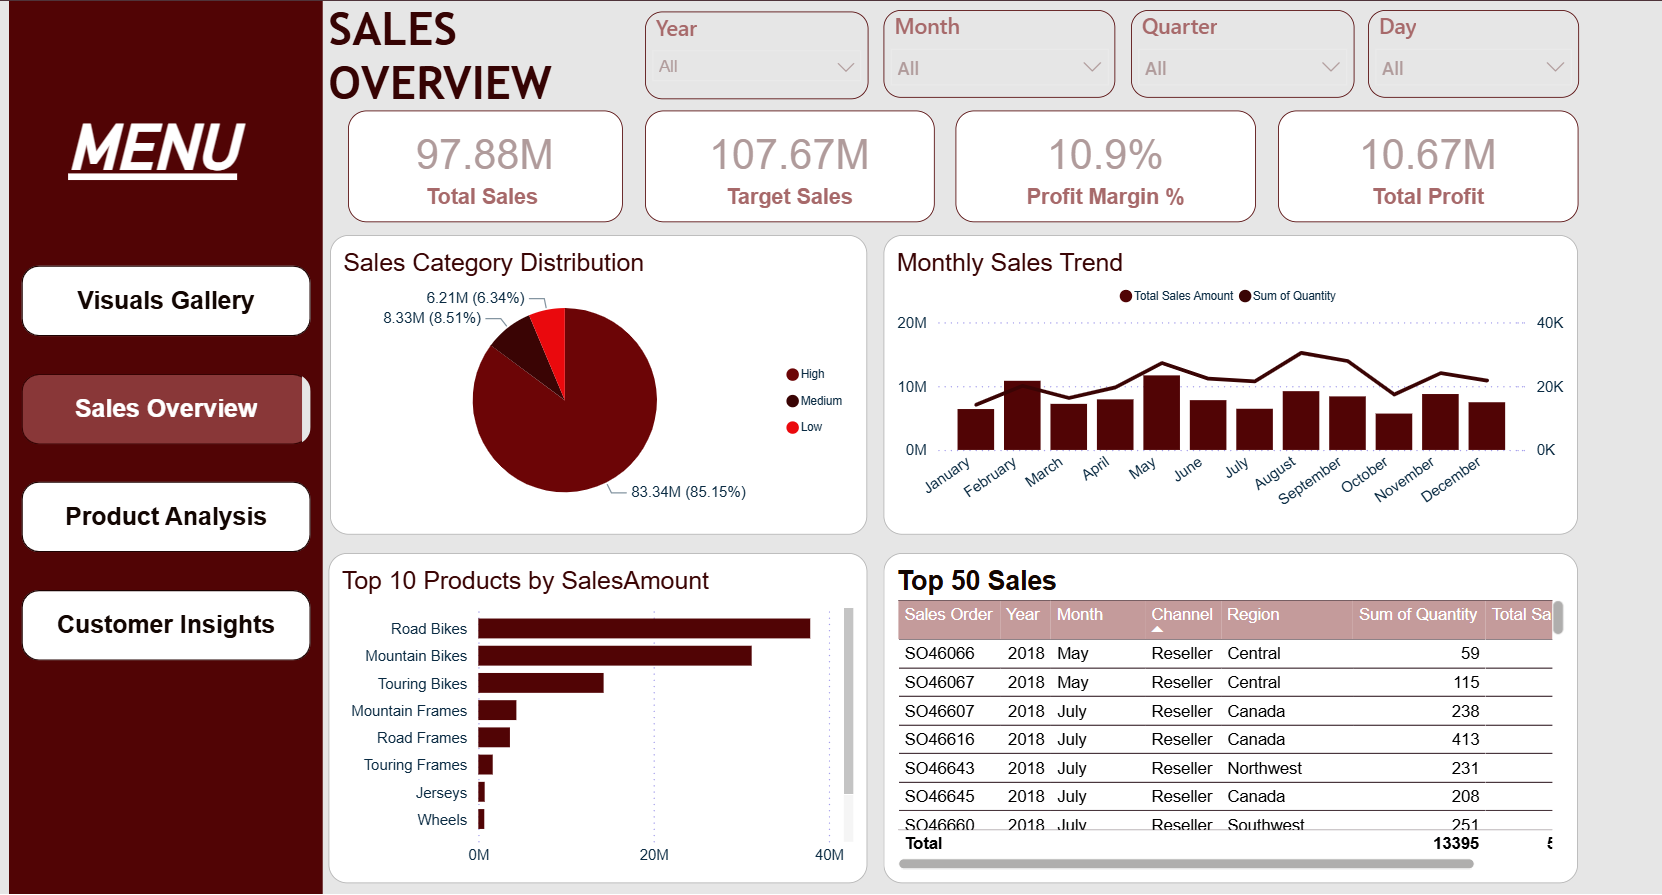 MENU
Visuals Gallery
Sales Overview
Product Analysis
Customer Insights
SALES
OVERVIEW
Year
All
Month
All
Quarter
All
Day
All
97.88M
Total Sales
107.67M
Target Sales
10.9%
Profit Margin %
10.67M
Total Profit
Sales Category Distribution
6.21M (6.34%)
8.33M (8.51%)
83.34M (85.15%)
High
Medium
Low
Monthly Sales Trend
Total Sales Amount Sum of Quantity
20M
10M
0M
40K
20K
0K
January
February
March
April
May
June
July
August
September
October
November
December
Top 10 Products by SalesAmount
Road Bikes
Mountain Bikes
Touring Bikes
Mountain Frames
Road Frames
Touring Frames
Jerseys
Wheels
0M 20M 40M
Top 50 Sales
Sales Order Year Month Channel Region Sum of Quantity Total Sa
SO46066 2018 May Reseller Central 59
SO46067 2018 May Reseller Central 115
SO46607 2018 July Reseller Canada 238
SO46616 2018 July Reseller Canada 413
SO46643 2018 July Reseller Northwest 231
SO46645 2018 July Reseller Canada 208
SO46660 2018 July Reseller Southwest 251
Total 13395